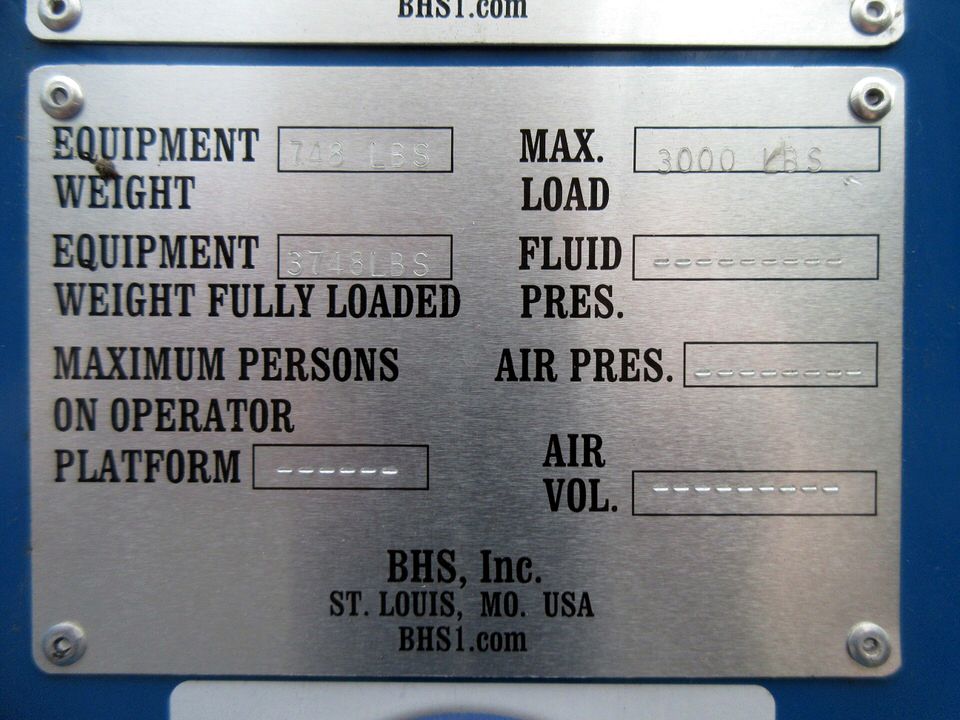 BHS1.com
EQUIPMENT 748 LBS
WEIGHT
MAX. 3000 LBS
LOAD
EQUIPMENT 3748LBS
WEIGHT FULLY LOADED
FLUID ---------
PRES.
MAXIMUM PERSONS
ON OPERATOR
PLATFORM ------
AIR PRES. --------
AIR
VOL. ---------
BHS, Inc.
ST. LOUIS, MO. USA
BHS1.com